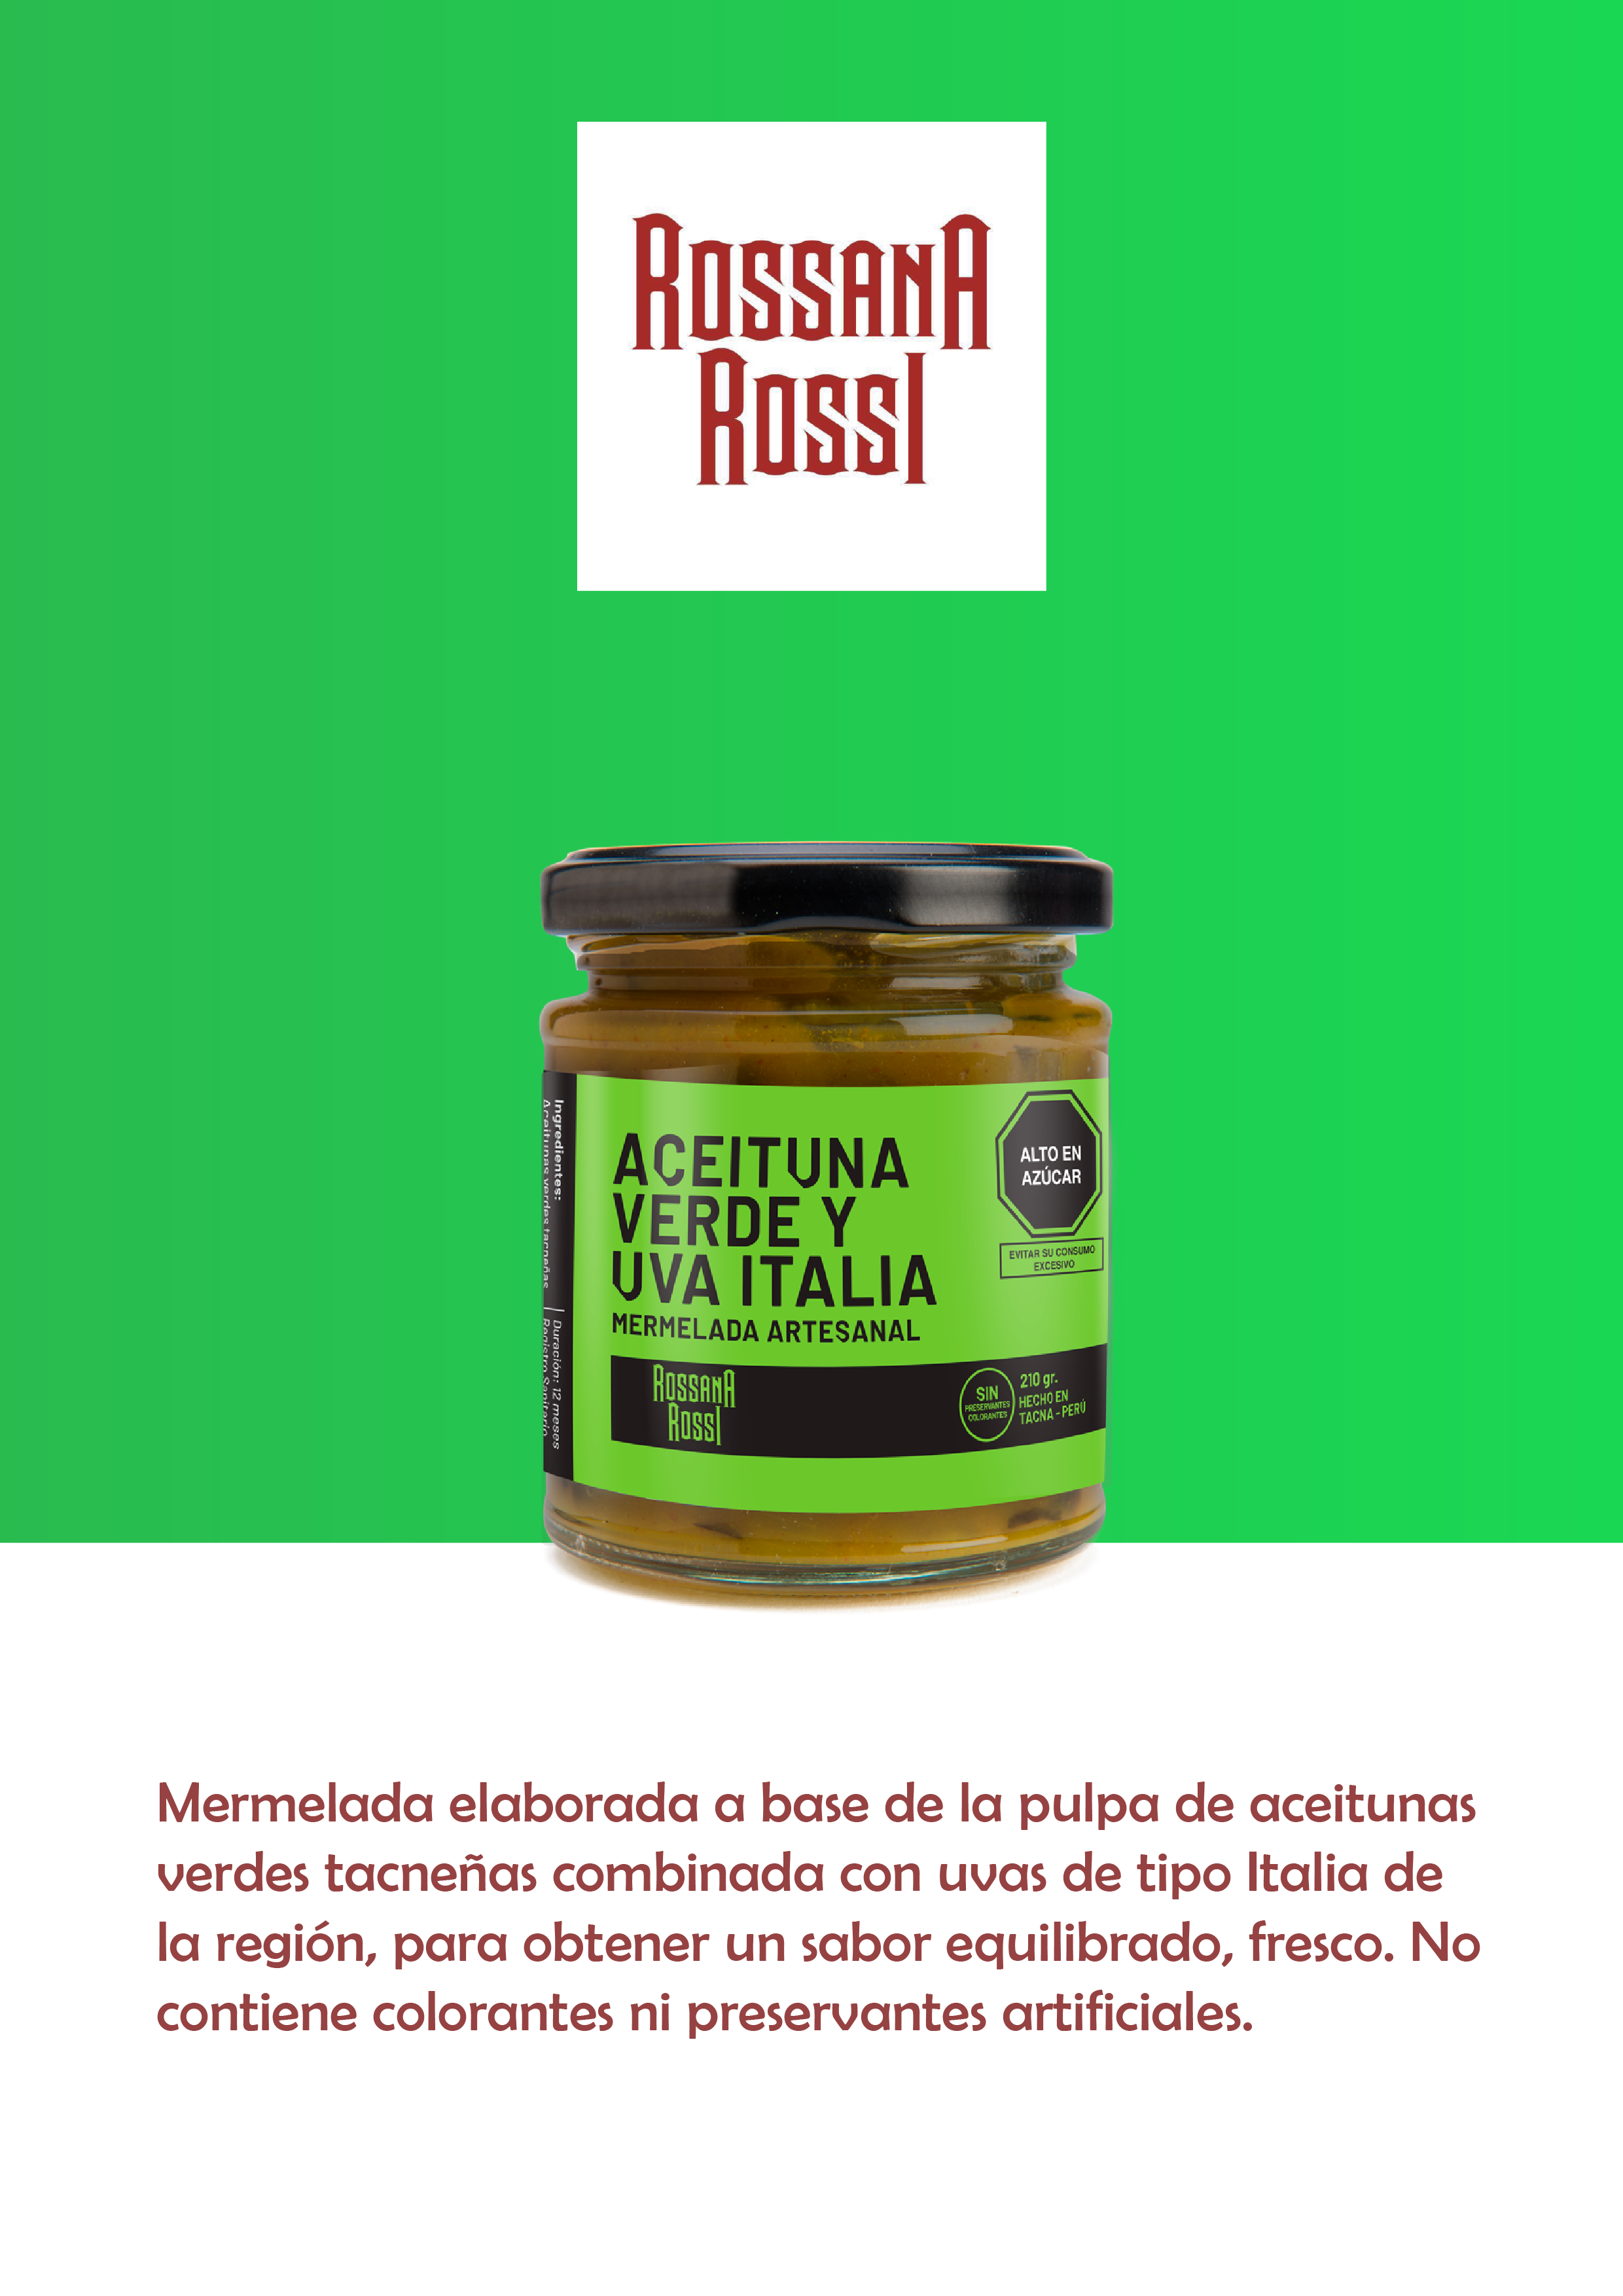 ROSSANA
ROSSI
ACEITUNA
VERDE Y
UVA ITALIA
MERMELADA ARTESANAL
ALTO EN
AZÚCAR
EVITAR SU CONSUMO
EXCESIVO
ROSSANA
ROSSI
SIN
PRESERVANTES
COLORANTES
210 gr.
HECHO EN
TACNA - PERÚ
Ingredientes:
Aceitunas verdes tacneñas
Duración: 12 meses
Registro Sanitario
Mermelada elaborada a base de la pulpa de aceitunas
verdes tacneñas combinada con uvas de tipo Italia de
la región, para obtener un sabor equilibrado, fresco. No
contiene colorantes ni preservantes artificiales.